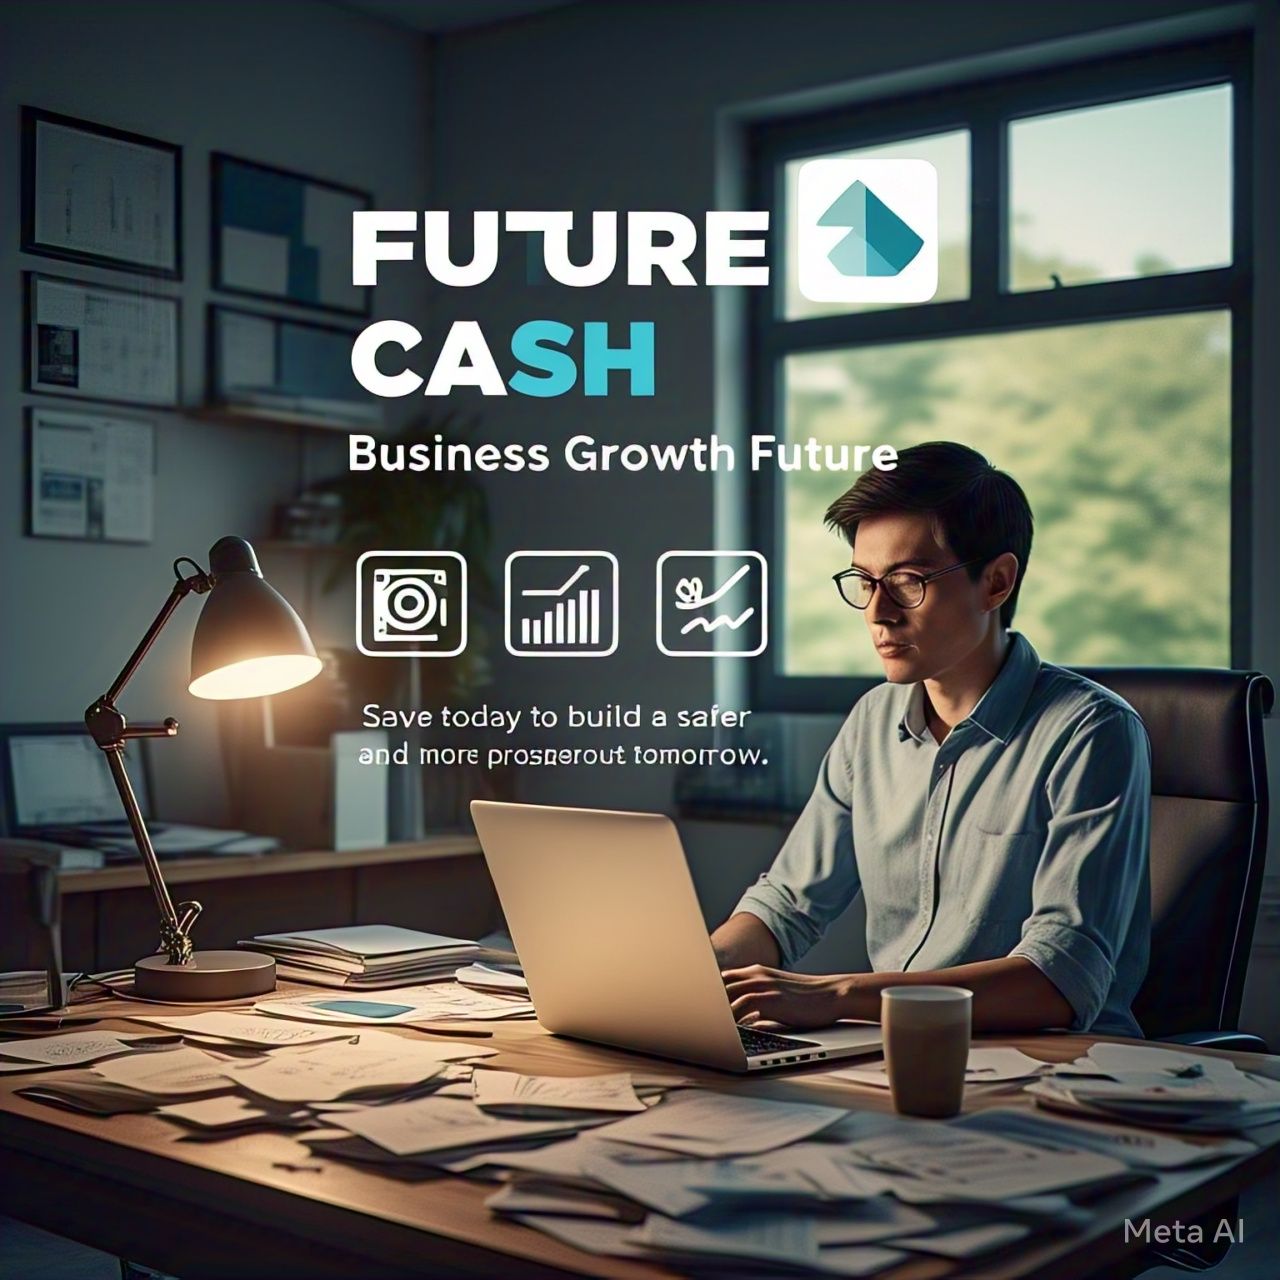 FUTURE
CASH
Business Growth Future
Save today to build a safer
and more prosnerout tomorrow.
Meta AI